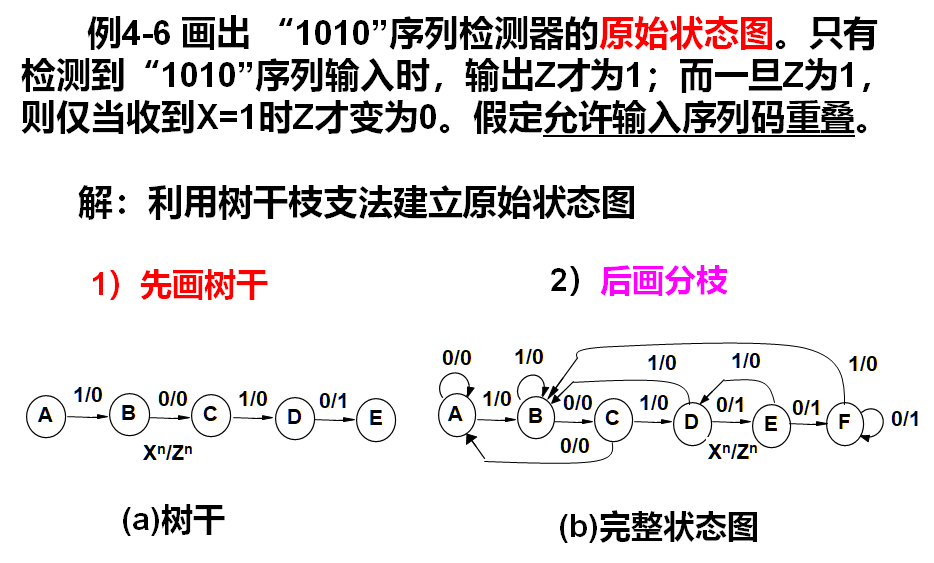 例4-6 画出 “1010”序列检测器的原始状态图。只有
检测到“1010”序列输入时，输出Z才为1；而一旦Z为1，
则仅当收到X=1时Z才变为0。假定允许输入序列码重叠。
解：利用树干枝支法建立原始状态图
1）先画树干
2）后画分枝
1/0 0/0 1/0 0/1
A B C D E
Xⁿ/Zⁿ
(a)树干
0/0 1/0 1/0 1/0 1/0
1/0 0/0 1/0 0/1 0/1 0/1
A B C D E F
0/0 Xⁿ/Zⁿ
(b)完整状态图